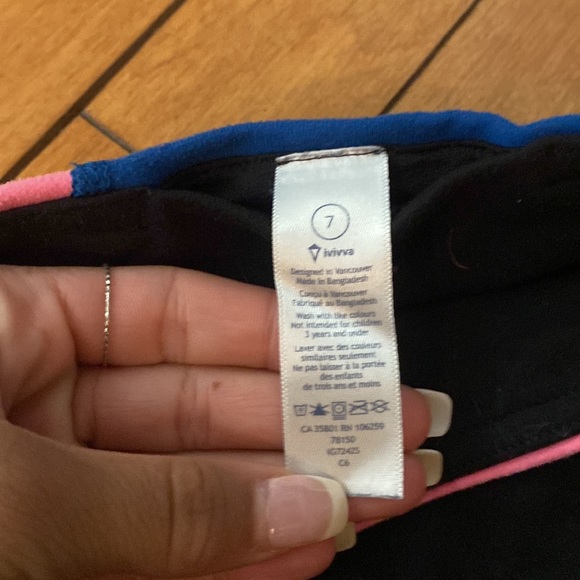 7
ivivva
Designed in Vancouver
Made in Bangladesh
Conçu à Vancouver
Fabriqué au Bangladesh
Wash with like colours
Not intended for children
3 years and under
Laver avec des couleurs
similaires seulement
Ne pas laisser à la portée
des enfants
de trois ans et moins
CA 35801 RN 106259
78150
IG7242S
C6